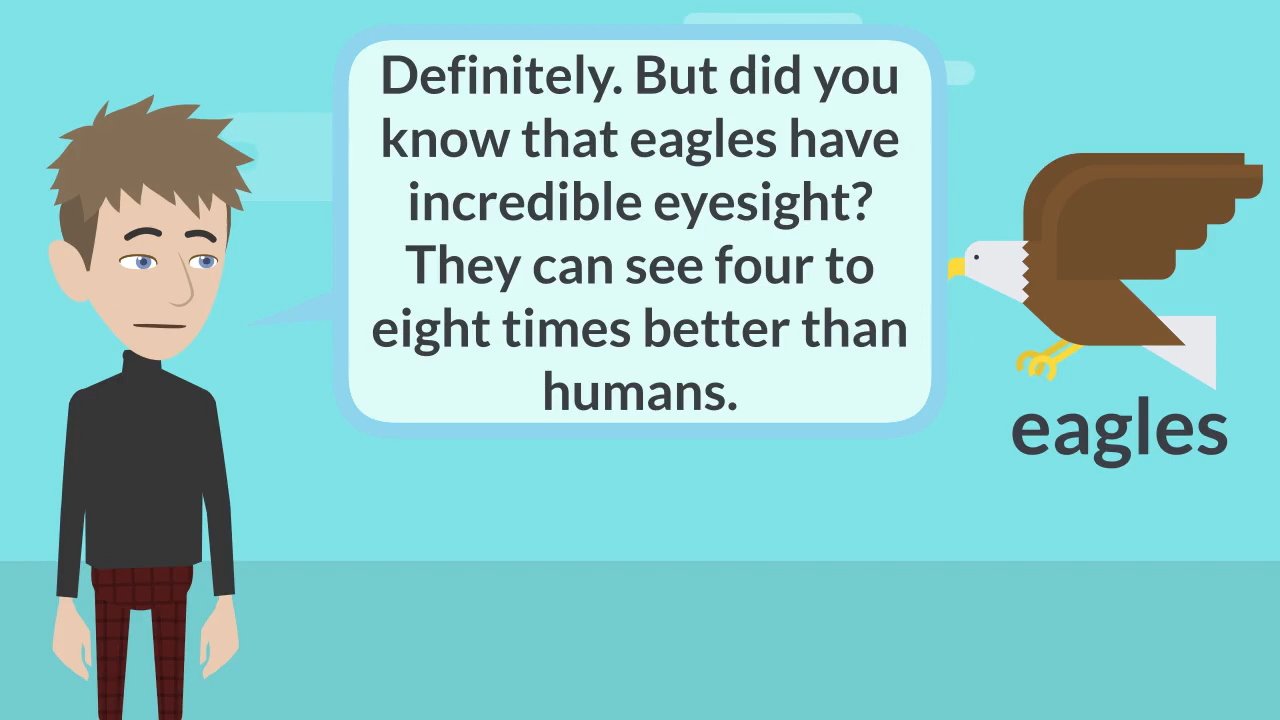 Definitely. But did you
know that eagles have
incredible eyesight?
They can see four to
eight times better than
humans.
eagles